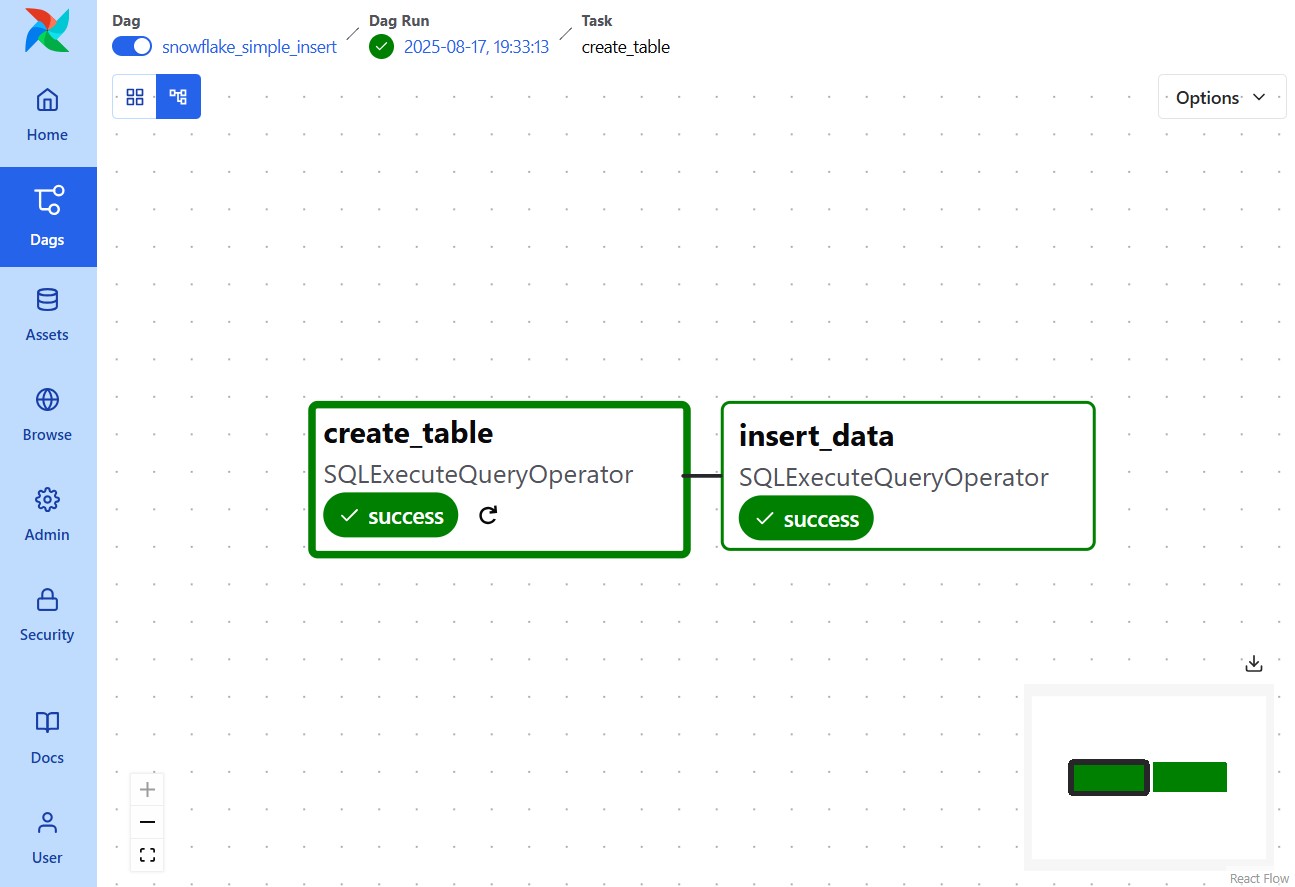 Dag
snowflake_simple_insert
Dag Run
2025-08-17, 19:33:13
Task
create_table
Options
Home
Dags
Assets
Browse
Admin
Security
Docs
User
create_table
SQLExecuteQueryOperator
success
insert_data
SQLExecuteQueryOperator
success
React Flow